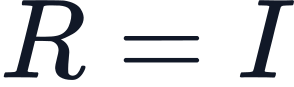 R = I